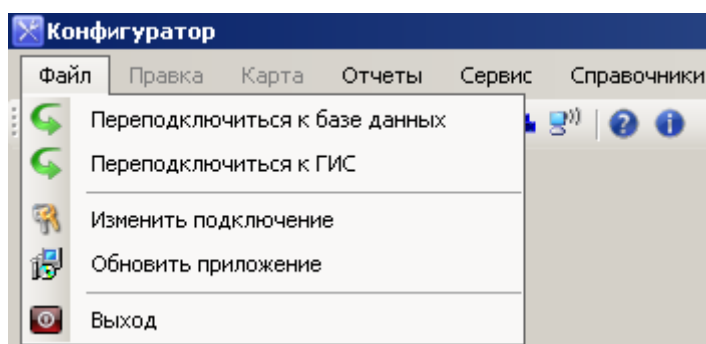 Конфигуратор
Файл Правка Карта Отчеты Сервис Справочники
Переподключиться к базе данных
Переподключиться к ГИС
Изменить подключение
Обновить приложение
Выход